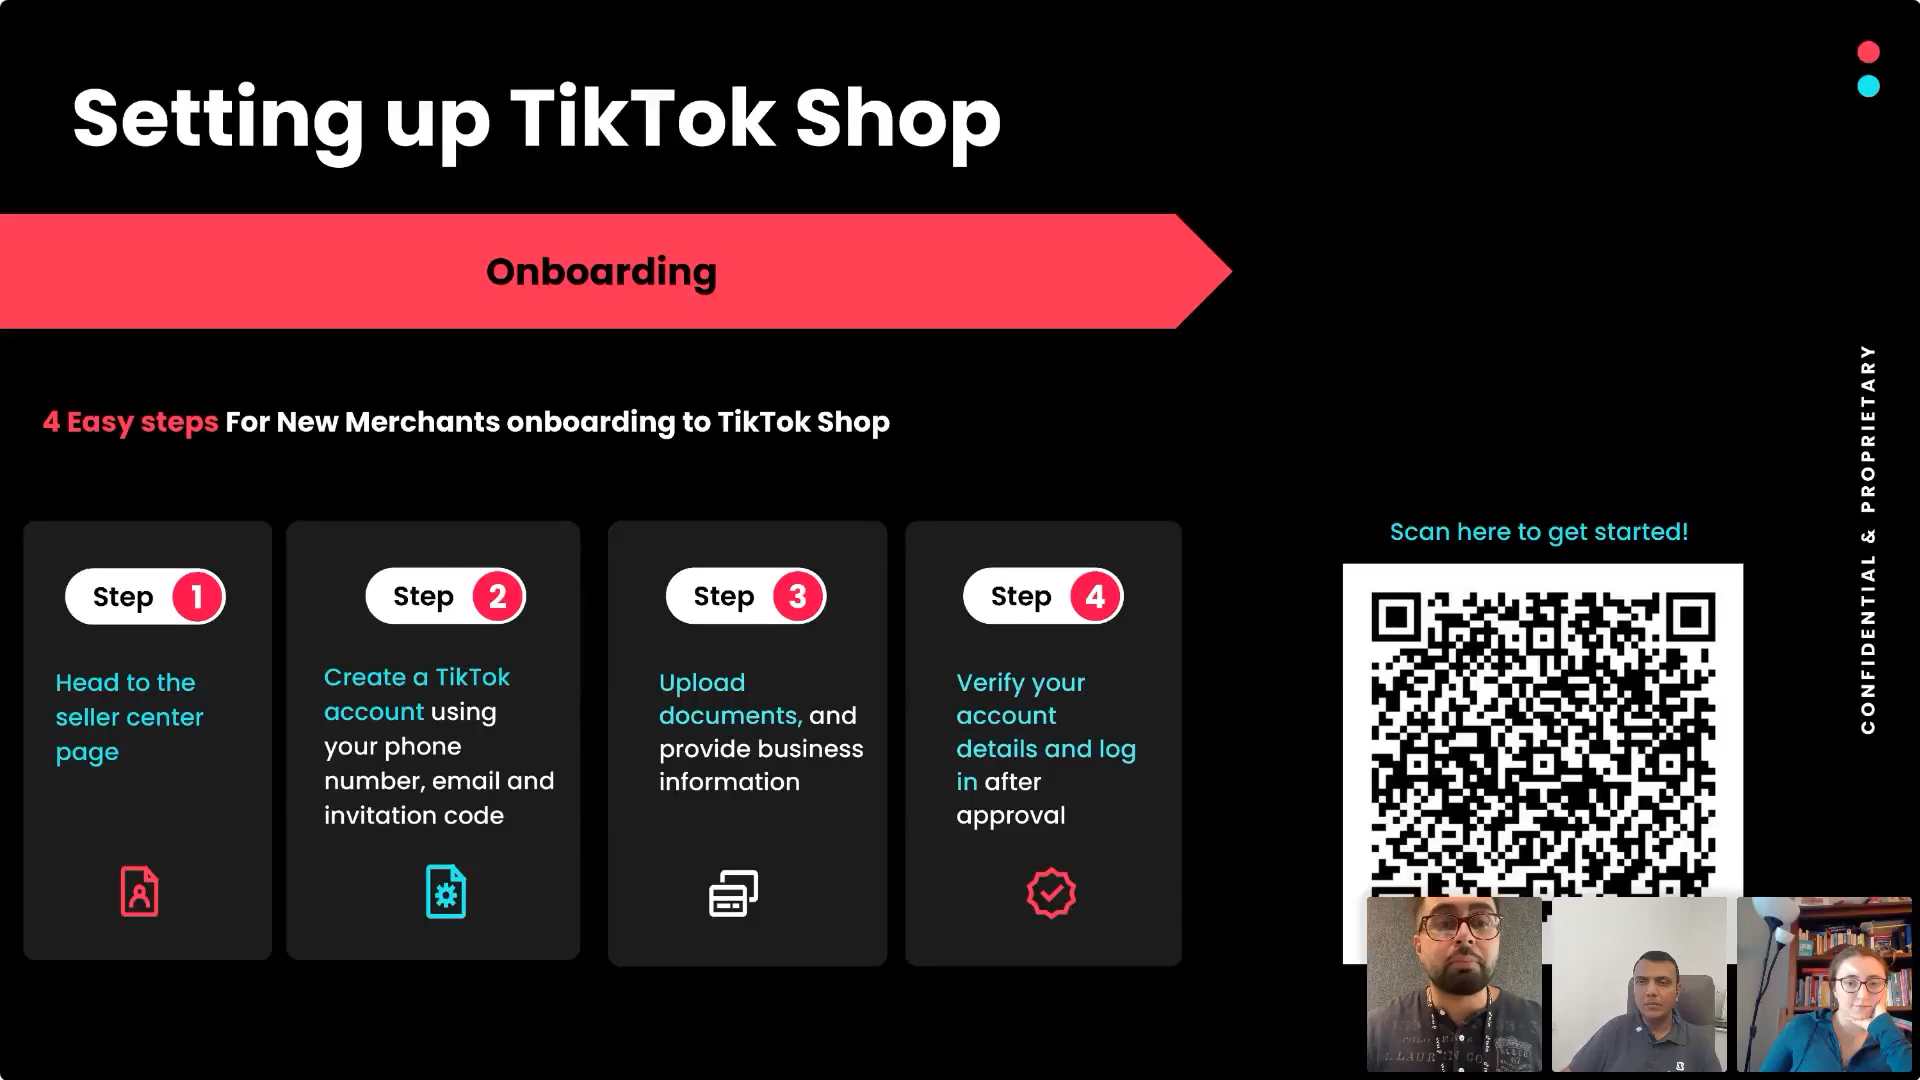 Setting up TikTok Shop
Onboarding
4 Easy steps For New Merchants onboarding to TikTok Shop
Step 1
Head to the
seller center
page
Step 2
Create a TikTok
account using
your phone
number, email and
invitation code
Step 3
Upload
documents, and
provide business
information
Step 4
Verify your
account
details and log
in after
approval
Scan here to get started!
CONFIDENTIAL & PROPRIETARY